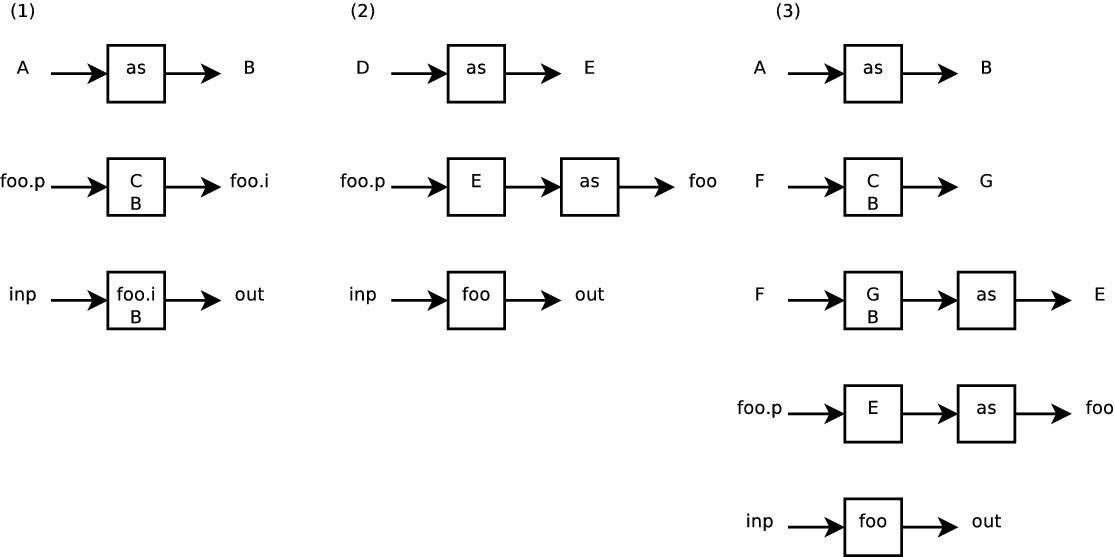 (1)
A as B
foo.p C foo.i
B
inp foo.i out
B
(2)
D as E
foo.p E as foo
inp foo out
(3)
A as B
F C G
B
F G as E
B
foo.p E as foo
inp foo out